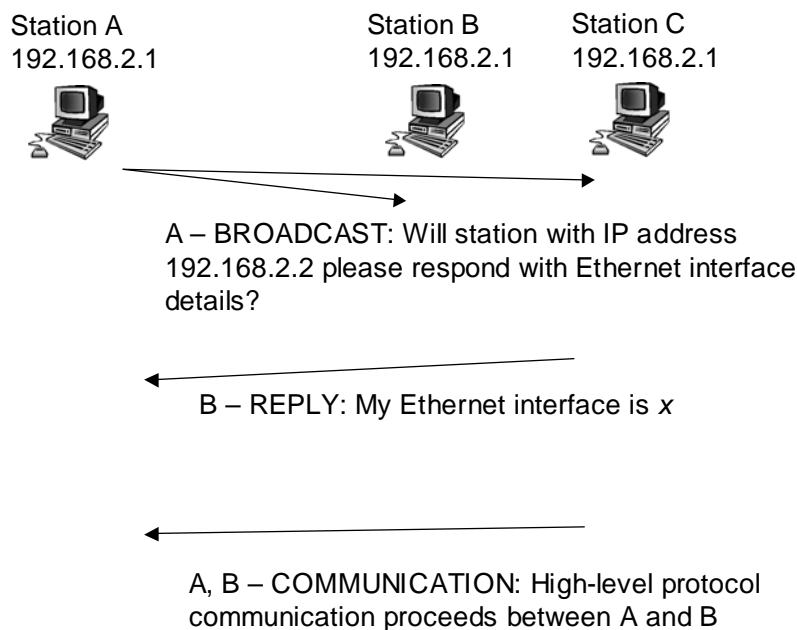 Station A
192.168.2.1
Station B
192.168.2.1
Station C
192.168.2.1
A – BROADCAST: Will station with IP address
192.168.2.2 please respond with Ethernet interface
details?
B – REPLY: My Ethernet interface is x
A, B – COMMUNICATION: High-level protocol
communication proceeds between A and B